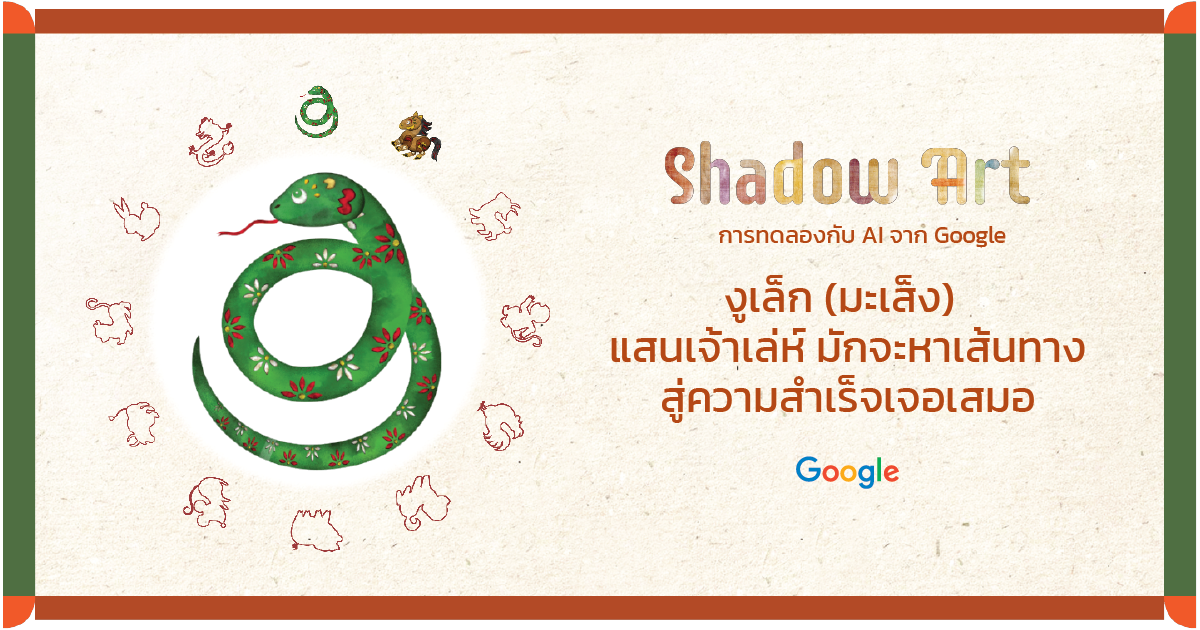 Shadow Art
การทดลองกับ AI จาก Google
งูเล็ก (มะเส็ง)
แสนเจ้าเล่ห์ มักจะหาเส้นทาง
สู่ความสำเร็จเจอเสมอ
Google